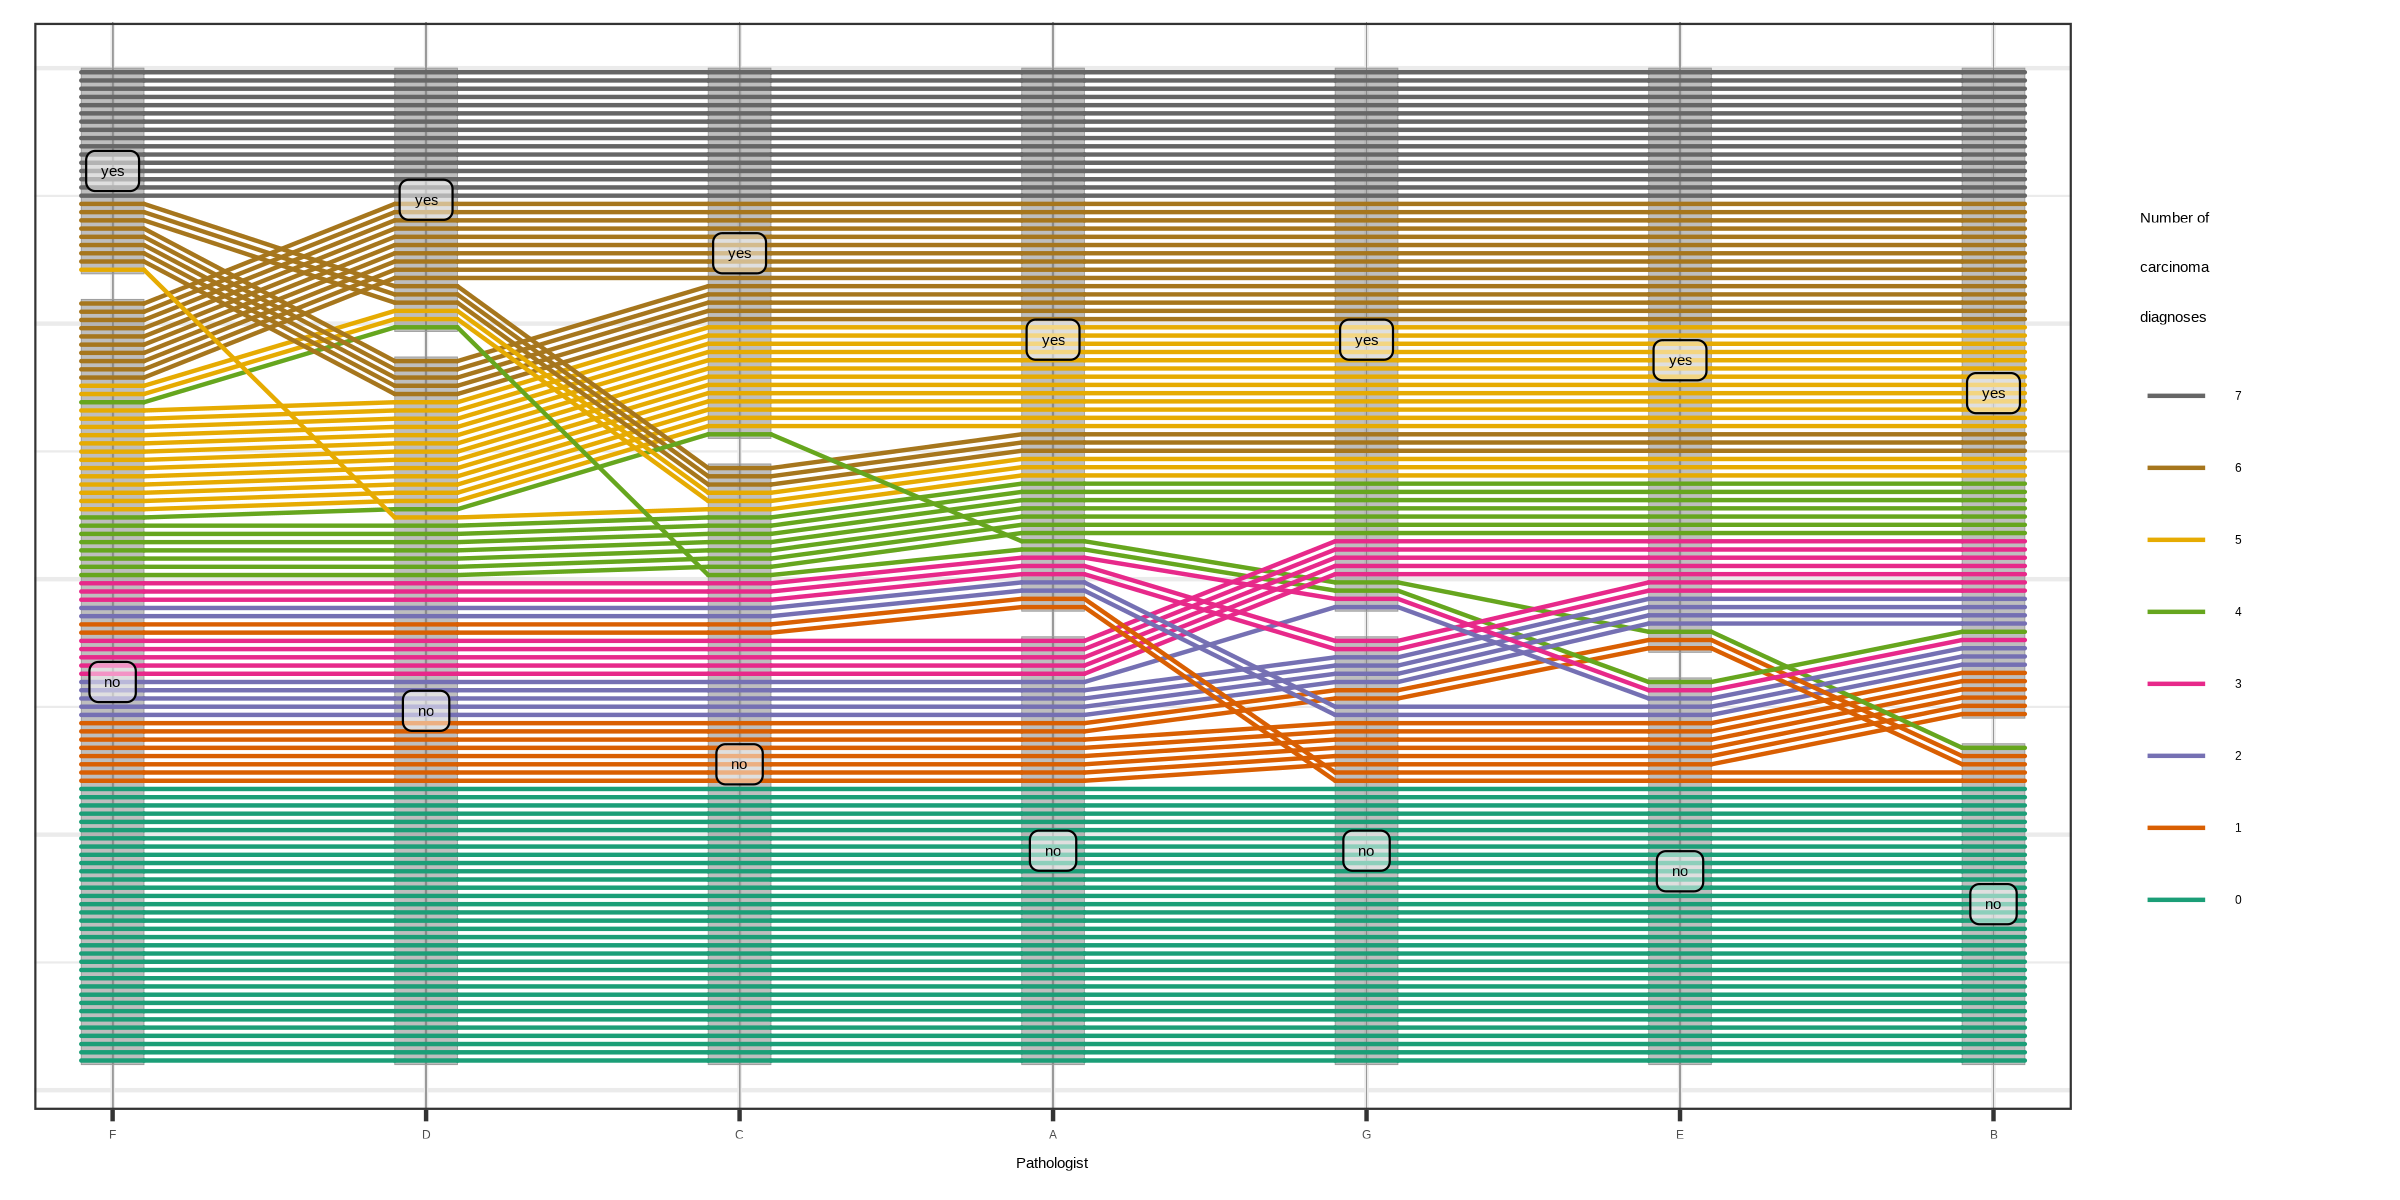 yes
yes
yes
yes
yes
yes
yes
no
no
no
no
no
no
no
F
D
C
A
G
E
B
Pathologist
Number of
carcinoma
diagnoses
7
6
5
4
3
2
1
0